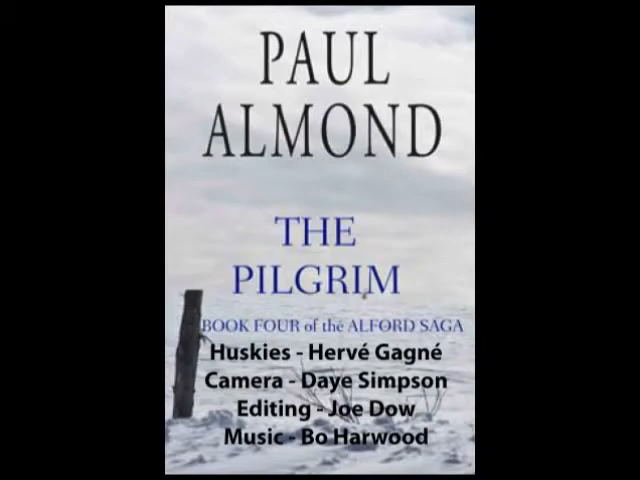 PAUL
ALMOND
THE
PILGRIM
BOOK FOUR of the ALFORD SAGA
Huskies - Hervé Gagné
Camera - Daye Simpson
Editing - Joe Dow
Music - Bo Harwood